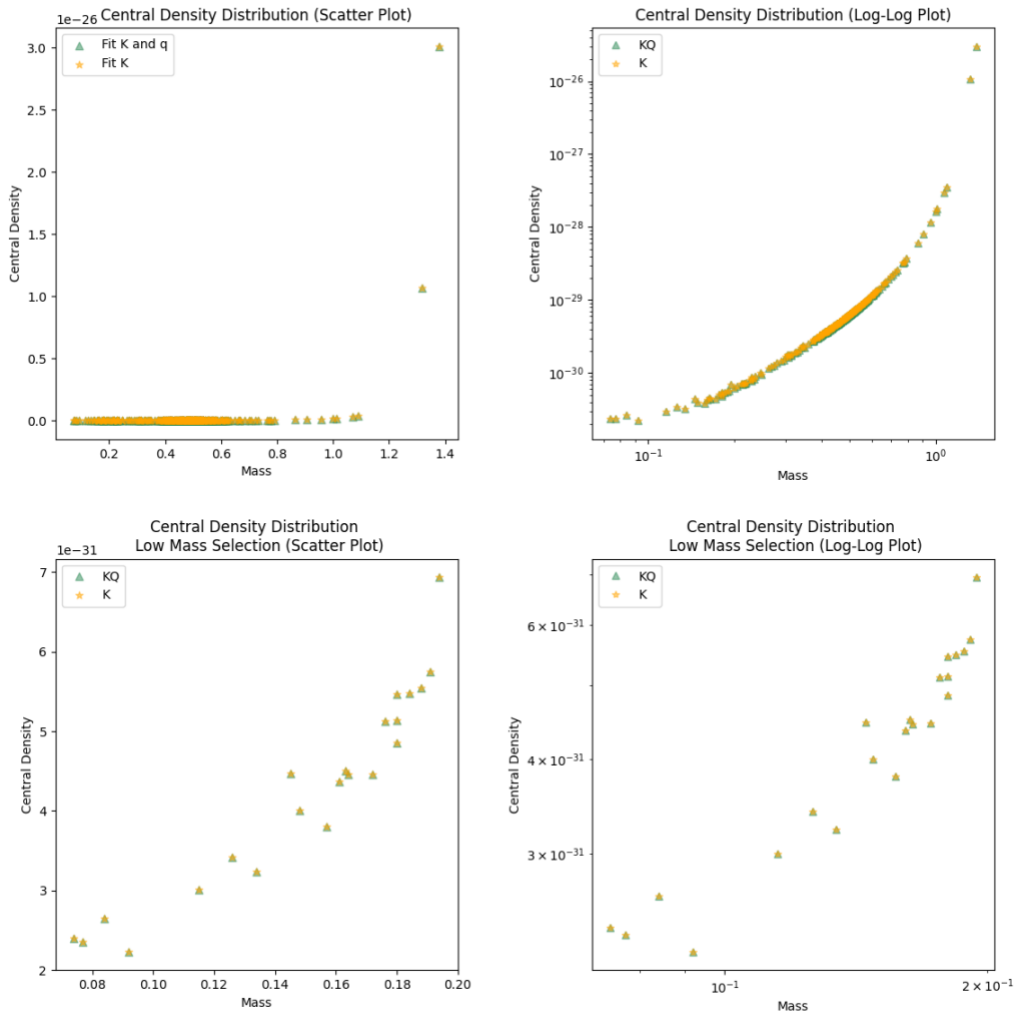 Central Density Distribution (Scatter Plot)
1e−26
Fit K and q
Fit K
3.0
2.5
2.0
1.5
1.0
0.5
0.0
Central Density
0.2 0.4 0.6 0.8 1.0 1.2 1.4
Mass
Central Density Distribution (Log-Log Plot)
KQ
K
10⁻²⁶
10⁻²⁷
10⁻²⁸
10⁻²⁹
10⁻³⁰
Central Density
10⁻¹ 10⁰
Mass
Central Density Distribution
Low Mass Selection (Scatter Plot)
1e−31
KQ
K
7
6
5
4
3
2
Central Density
0.08 0.10 0.12 0.14 0.16 0.18 0.20
Mass
Central Density Distribution
Low Mass Selection (Log-Log Plot)
KQ
K
6 × 10⁻³¹
4 × 10⁻³¹
3 × 10⁻³¹
Central Density
10⁻¹ 2 × 10⁻¹
Mass